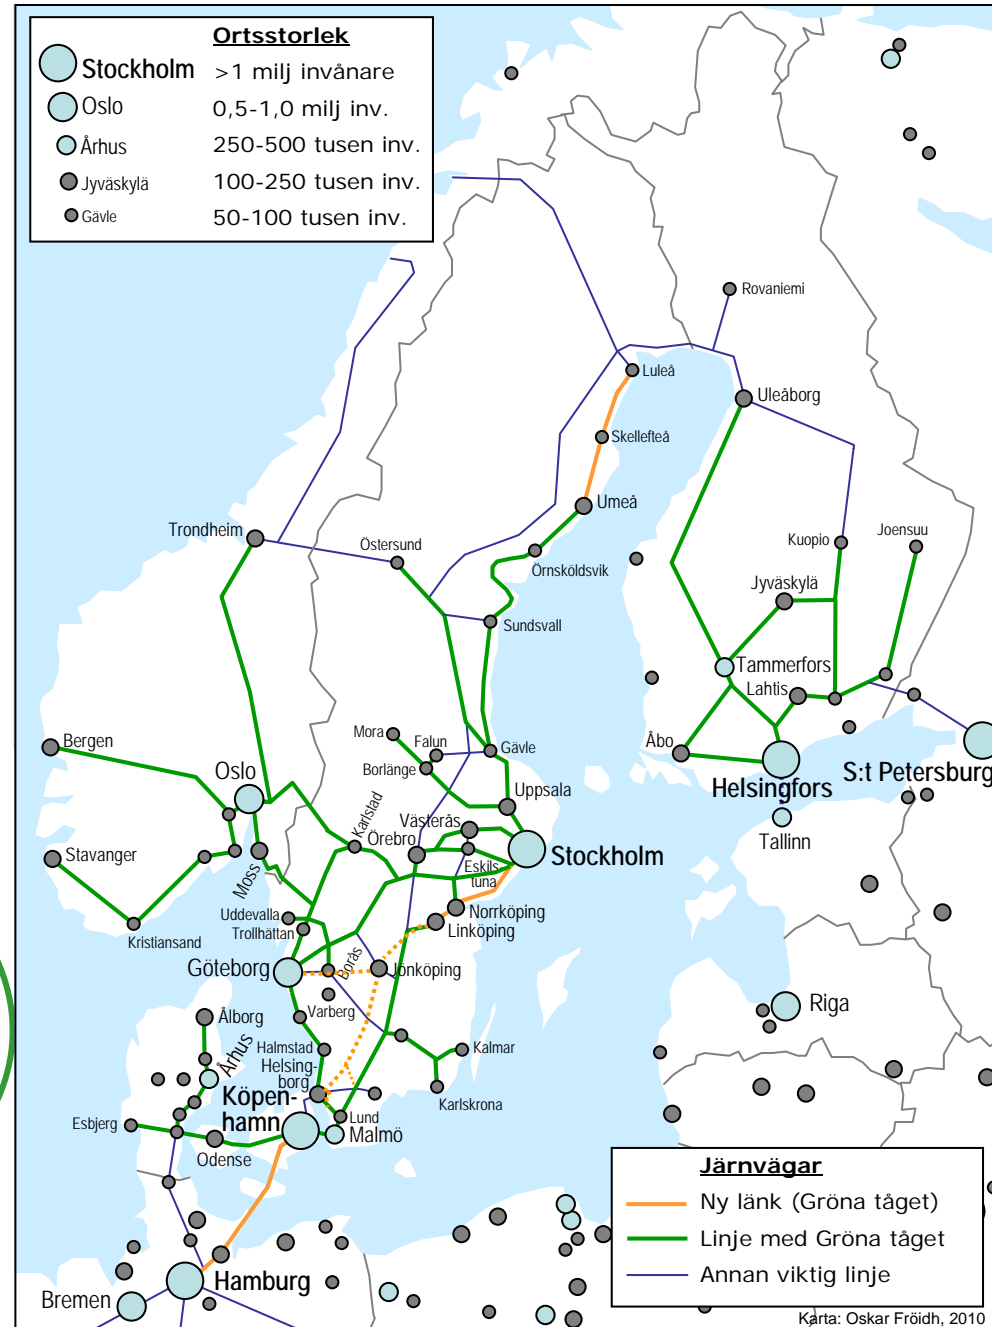 Ortsstorlek
Stockholm >1 milj invånare
Oslo 0,5-1,0 milj inv.
Århus 250-500 tusen inv.
Jyväskylä 100-250 tusen inv.
Gävle 50-100 tusen inv.
Rovaniemi
Luleå
Uleåborg
Skellefteå
Umeå
Trondheim
Östersund
Kuopio
Joensuu
Örnsköldsvik
Jyväskylä
Sundsvall
Tammerfors
Lahtis
Mora
Bergen
Falun
Gävle
Åbo
Borlänge
Oslo
S:t Petersburg
Helsingfors
Uppsala
Karlstad
Västerås
Örebro
Tallinn
Stavanger
Moss
Stockholm
Eskils-
tuna
Uddevalla
Norrköping
Trollhättan
Linköping
Kristiansand
Borås
Göteborg
Jönköping
Riga
Varberg
Ålborg
Halmstad
Kalmar
Århus
Helsing-
borg
Köpen-
hamn
Karlskrona
Lund
Esbjerg
Malmö
Odense
Järnvägar
Ny länk (Gröna tåget)
Linje med Gröna tåget
Annan viktig linje
Hamburg
Bremen
Karta: Oskar Fröidh, 2010